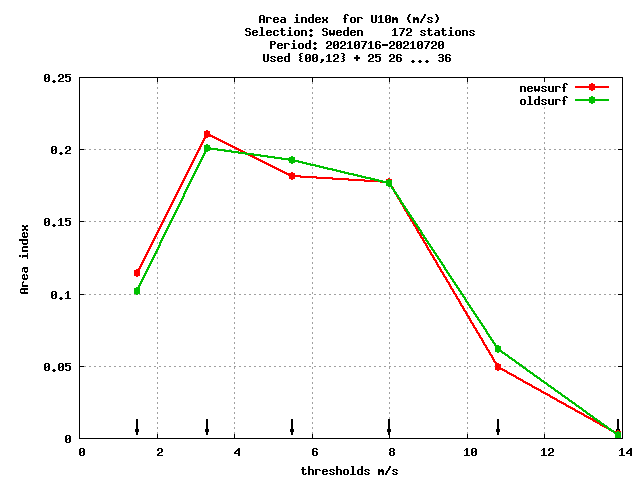 Area index  for U10m (m/s)
Selection: Sweden    172 stations
Period: 20210716-20210720
Used {00,12} + 25 26 ... 36
newsurf
oldsurf
0.25
0.2
0.15
0.1
0.05
0
Area index
0 2 4 6 8 10 12 14
thresholds m/s